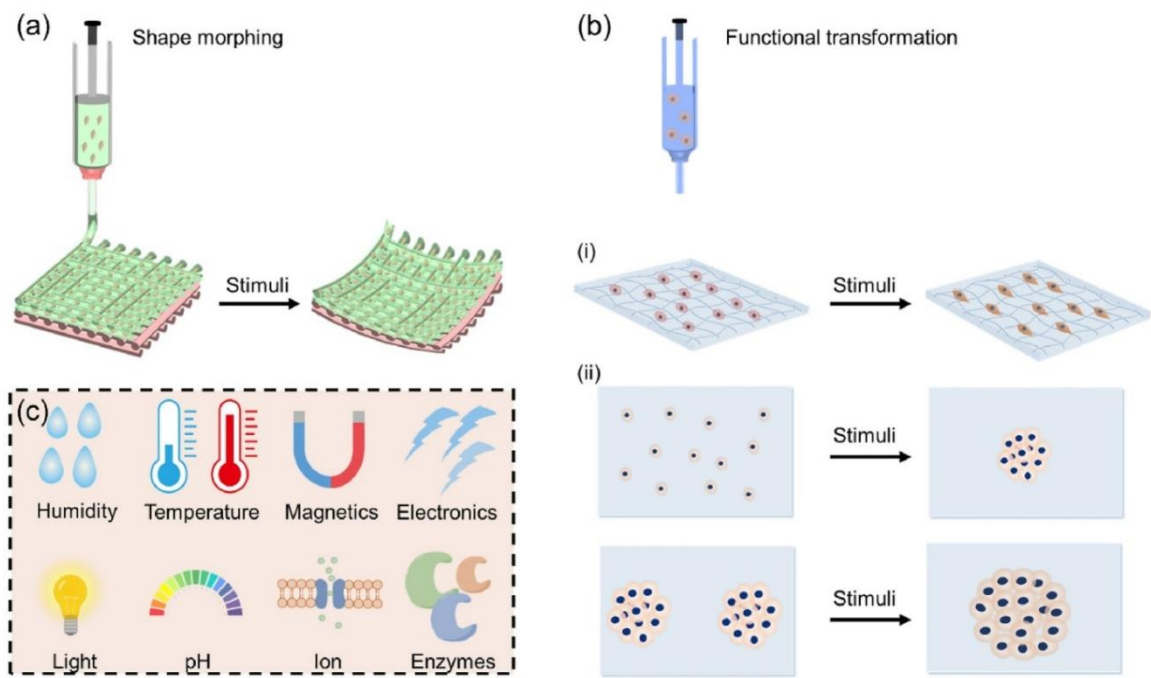 (a)
Shape morphing
Stimuli
(b)
Functional transformation
(i)
Stimuli
(ii)
Stimuli
Stimuli
(c)
Humidity
Temperature
Magnetics
Electronics
Light
pH
Ion
Enzymes